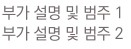 부가 설명 및 범주 1
부가 설명 및 범주 2